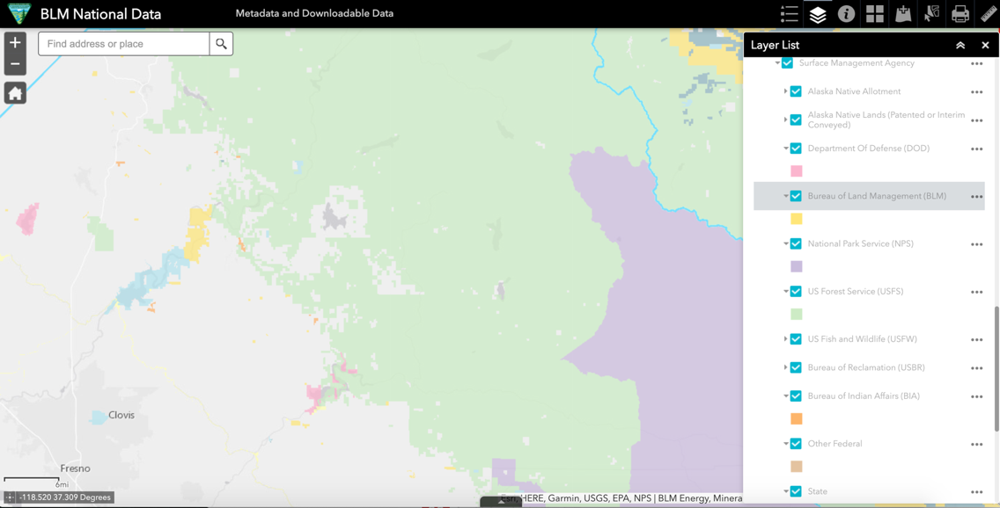 BLM National Data
Metadata and Downloadable Data
Find address or place
Layer List
Surface Management Agency
Alaska Native Allotment
Alaska Native Lands (Patented or Interim
Conveyed)
Department Of Defense (DOD)
Bureau of Land Management (BLM)
National Park Service (NPS)
US Forest Service (USFS)
US Fish and Wildlife (USFW)
Bureau of Reclamation (USBR)
Bureau of Indian Affairs (BIA)
Other Federal
State
Clovis
Fresno
6mi
-118.520 37.309 Degrees
Esri, HERE, Garmin, USGS, EPA, NPS | BLM Energy, Minera